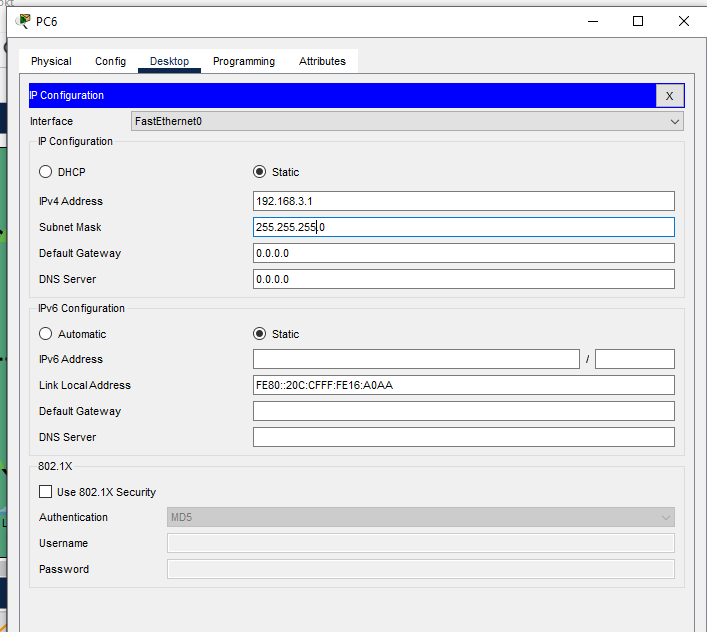 PC6
Physical Config Desktop Programming Attributes
IP Configuration X
Interface FastEthernet0
IP Configuration
DHCP Static
IPv4 Address 192.168.3.1
Subnet Mask 255.255.255.0
Default Gateway 0.0.0.0
DNS Server 0.0.0.0
IPv6 Configuration
Automatic Static
IPv6 Address /
Link Local Address FE80::20C:CFFF:FE16:A0AA
Default Gateway
DNS Server
802.1X
Use 802.1X Security
Authentication MD5
Username
Password